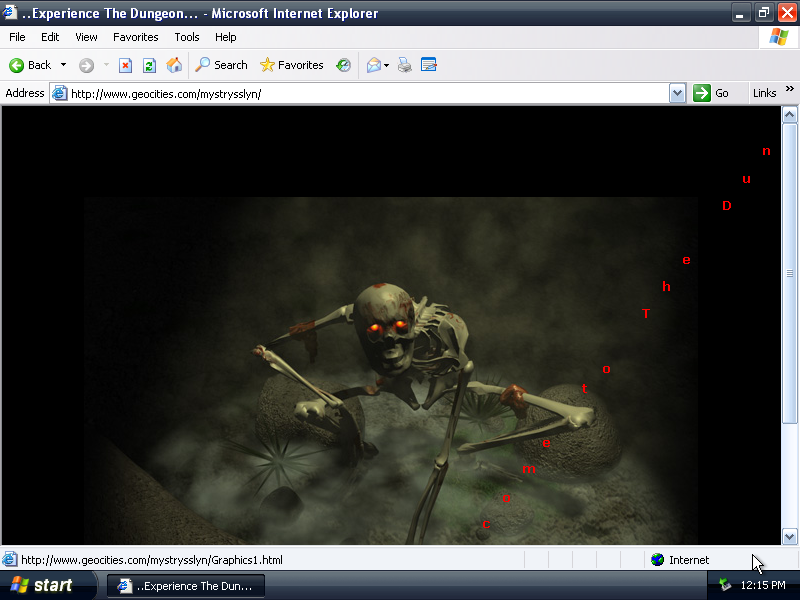 ..Experience The Dungeon... - Microsoft Internet Explorer
File Edit View Favorites Tools Help
Back Search Favorites
Address http://www.geocities.com/mystrysslyn/ Go Links »
n
u
D
e
h
T
o
t
e
m
http://www.geocities.com/mystrysslyn/Graphics1.html Internet
start ..Experience The Dun... 12:15 PM